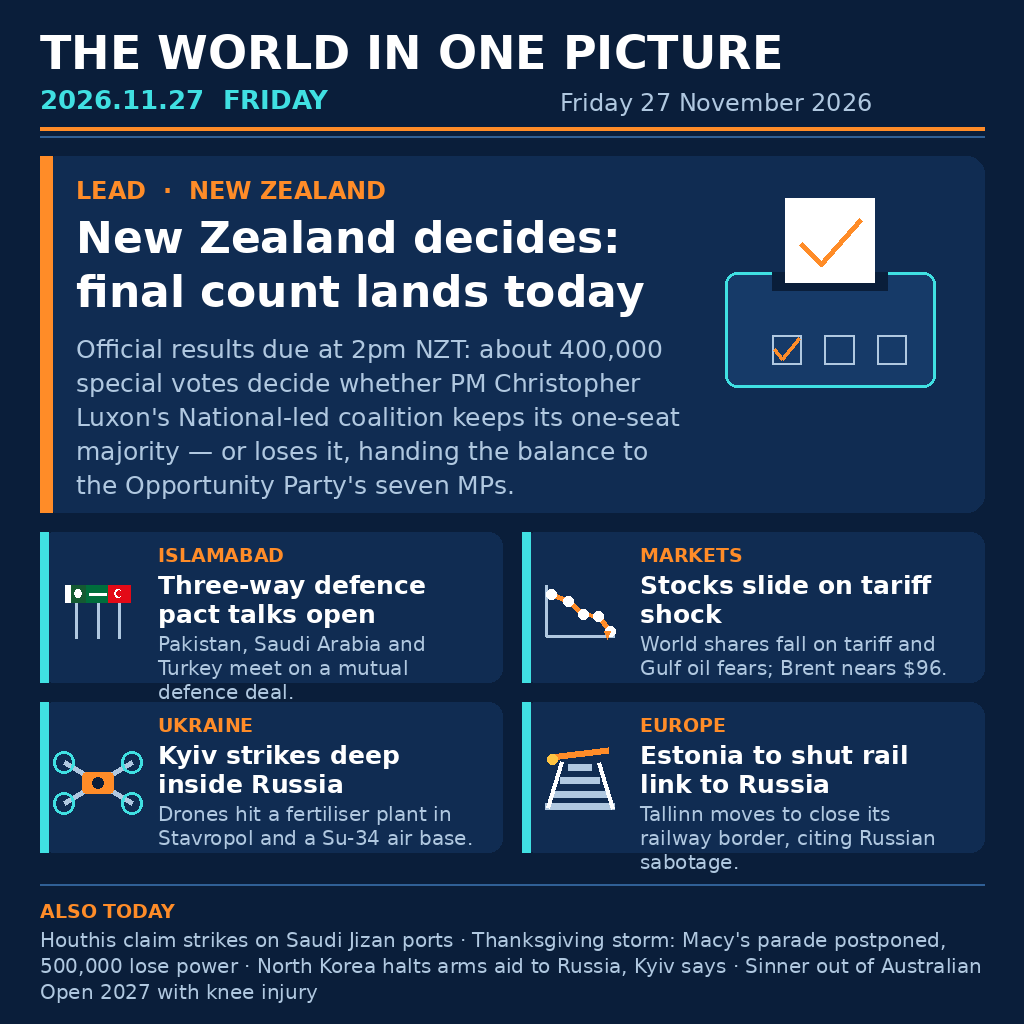 THE WORLD IN ONE PICTURE
2026.11.27 FRIDAY
Friday 27 November 2026
LEAD · NEW ZEALAND
New Zealand decides:
final count lands today
Official results due at 2pm NZT: about 400,000
special votes decide whether PM Christopher
Luxon's National-led coalition keeps its one-seat
majority — or loses it, handing the balance to
the Opportunity Party's seven MPs.
ISLAMABAD
Three-way defence
pact talks open
Pakistan, Saudi Arabia and
Turkey meet on a mutual
defence deal.
MARKETS
Stocks slide on tariff
shock
World shares fall on tariff and
Gulf oil fears; Brent nears $96.
UKRAINE
Kyiv strikes deep
inside Russia
Drones hit a fertiliser plant in
Stavropol and a Su-34 air base.
EUROPE
Estonia to shut rail
link to Russia
Tallinn moves to close its
railway border, citing Russian
sabotage.
ALSO TODAY
Houthis claim strikes on Saudi Jizan ports · Thanksgiving storm: Macy's parade postponed,
500,000 lose power · North Korea halts arms aid to Russia, Kyiv says · Sinner out of Australian
Open 2027 with knee injury